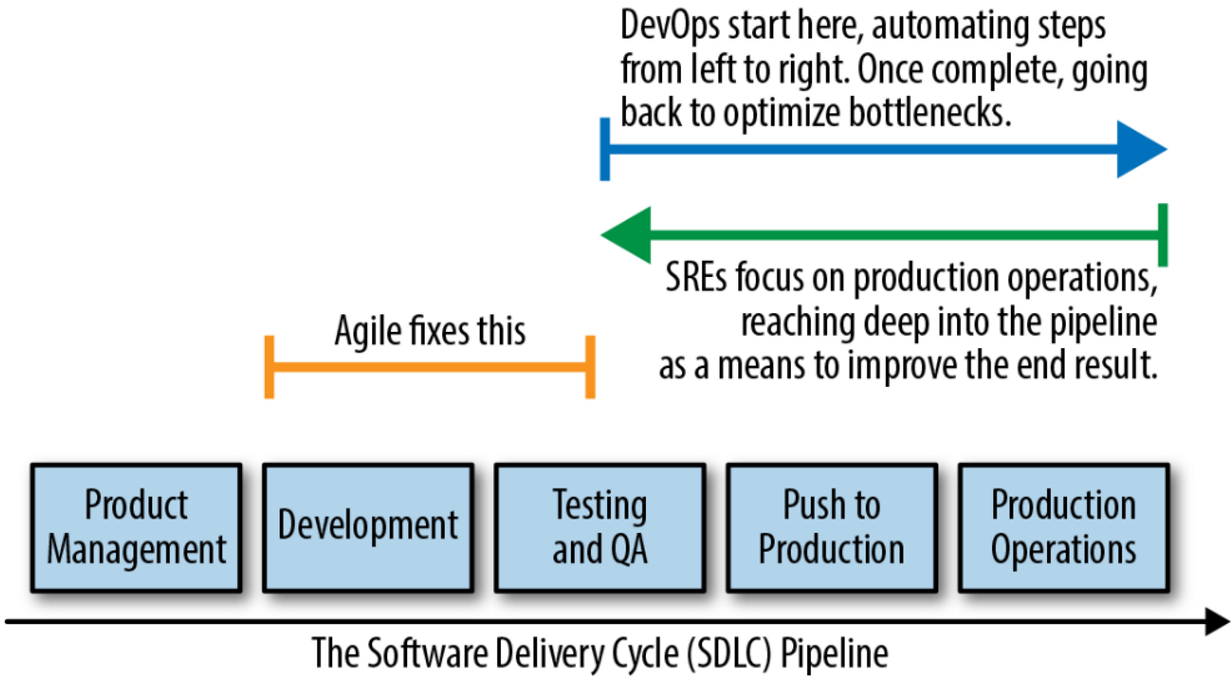 DevOps start here, automating steps
from left to right. Once complete, going
back to optimize bottlenecks.
SREs focus on production operations,
reaching deep into the pipeline
as a means to improve the end result.
Agile fixes this
Product
Management
Development
Testing
and QA
Push to
Production
Production
Operations
The Software Delivery Cycle (SDLC) Pipeline